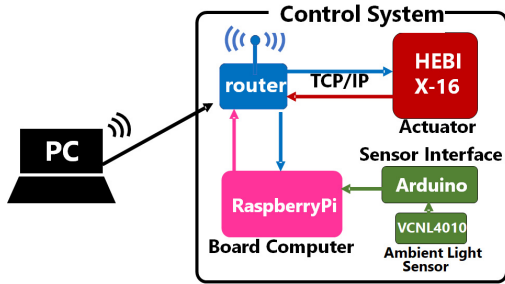 Control System
HEBI
X-16
router
TCP/IP
Actuator
PC
Sensor Interface
Arduino
RaspberryPi
VCNL4010
Board Computer
Ambient Light
Sensor